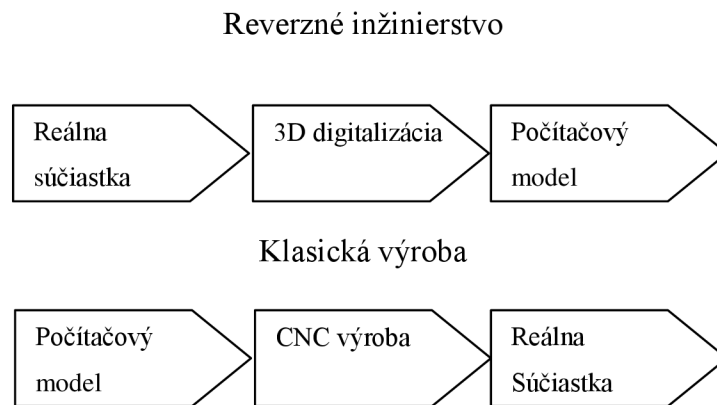 Reverzné inžinierstvo
Reálna
súčiastka
3D digitalizácia
Počítačový
model
Klasická výroba
Počítačový
model
CNC výroba
Reálna
Súčiastka